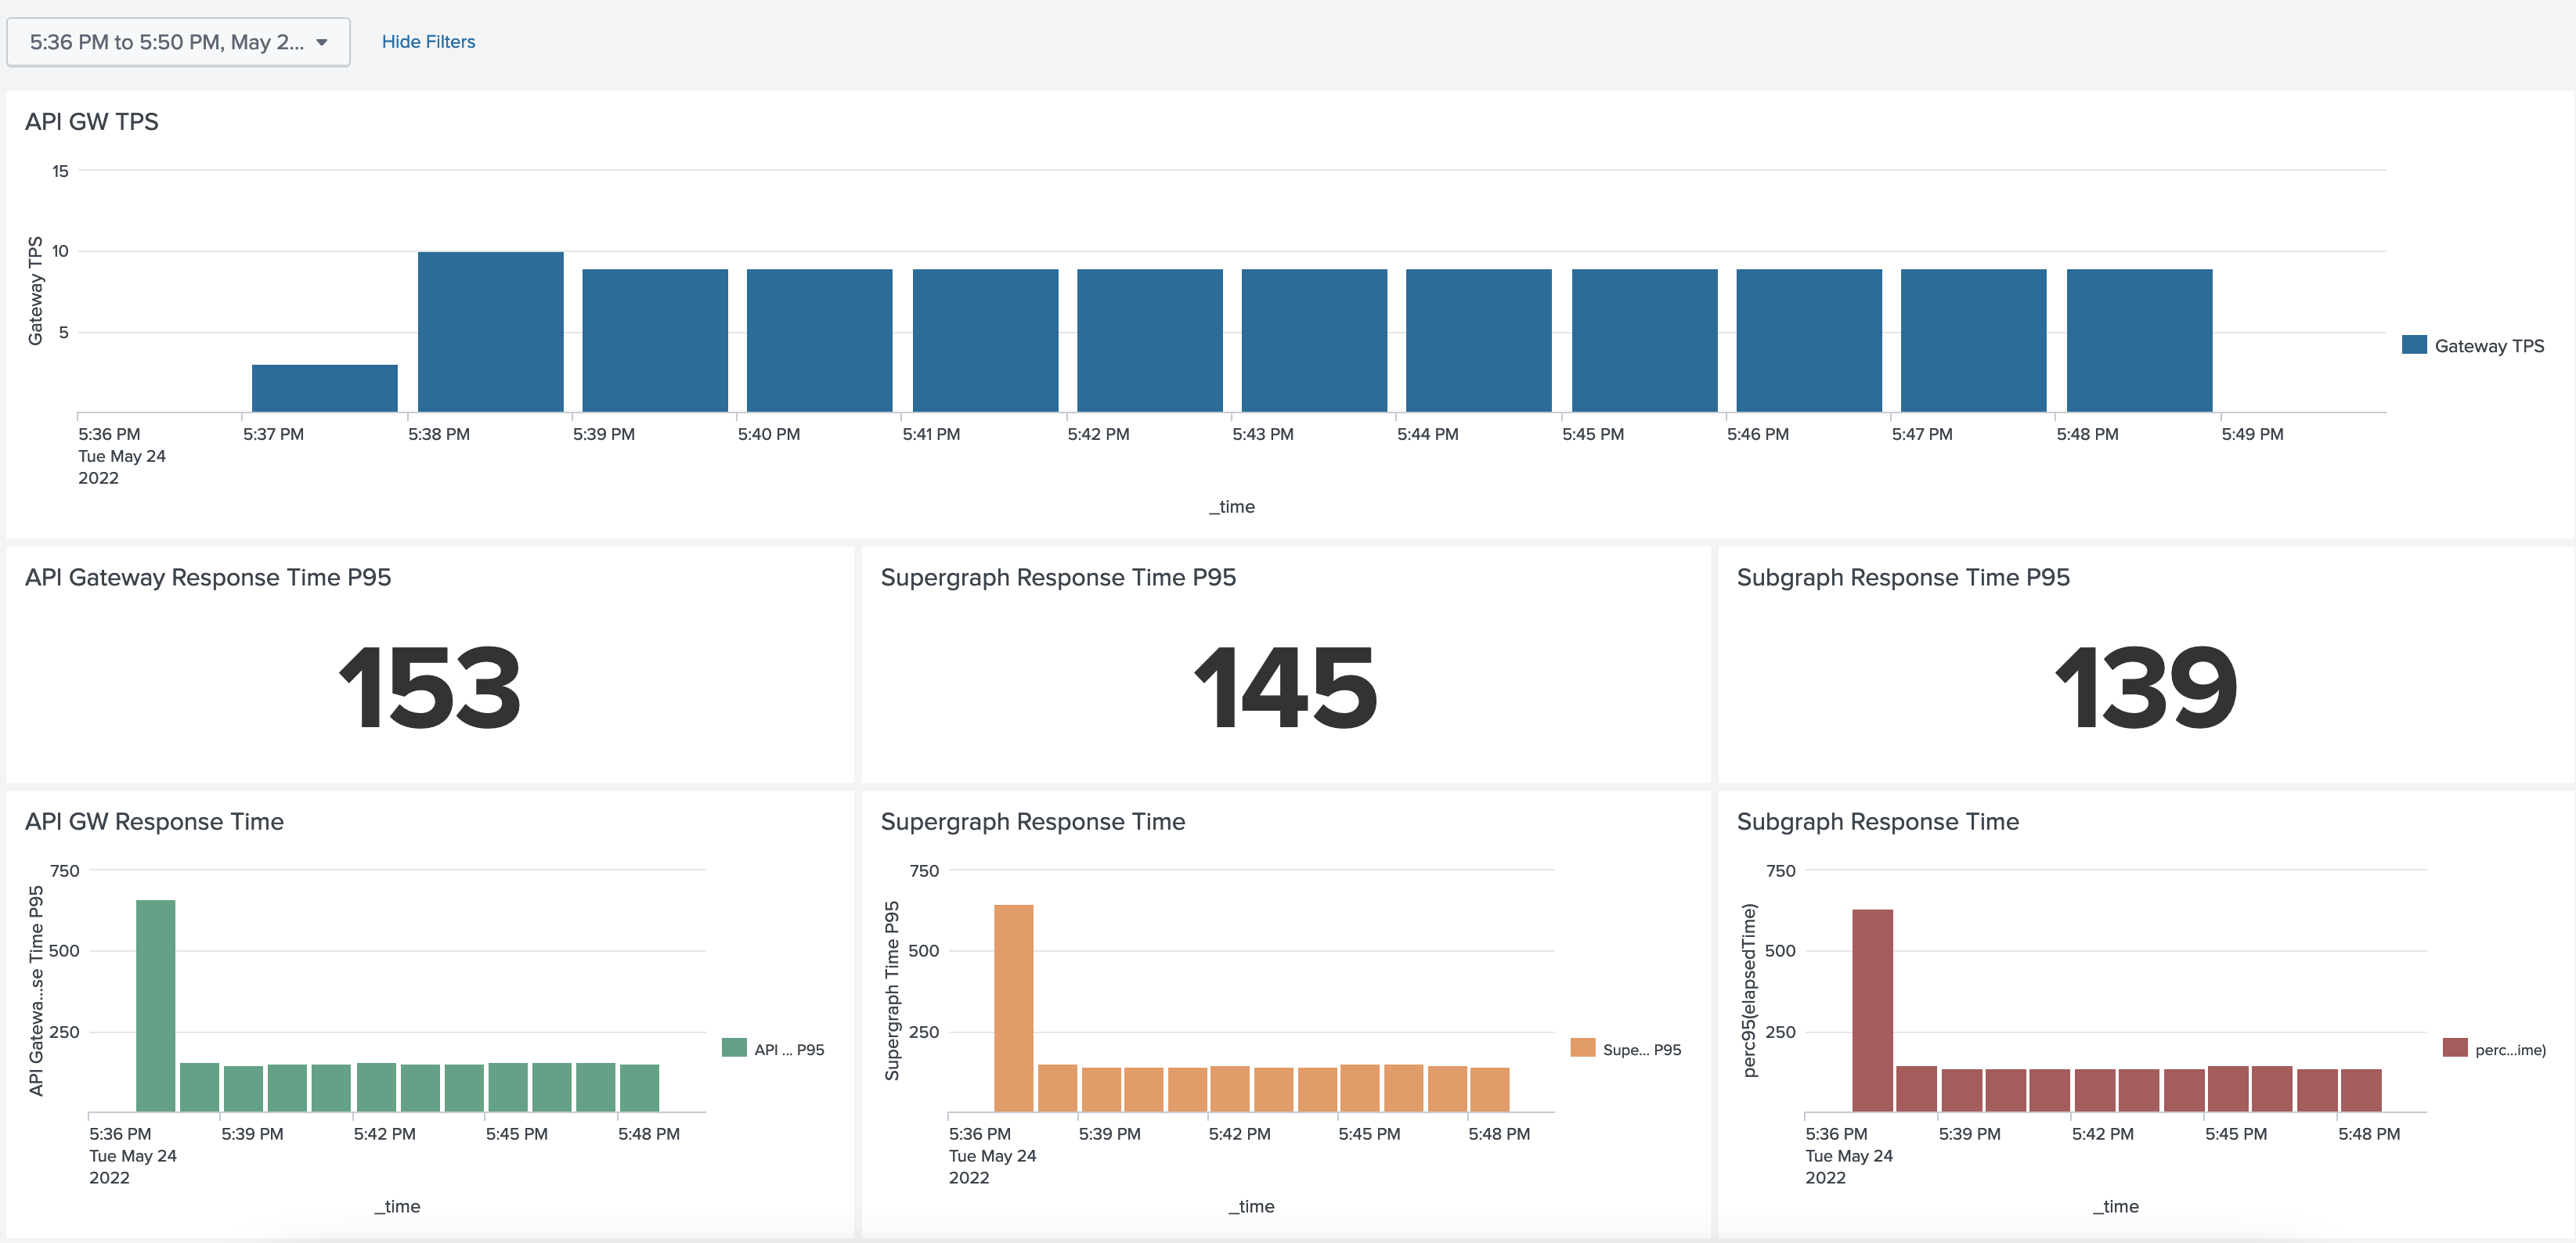 5:36 PM to 5:50 PM, May 2...
Hide Filters
API GW TPS
Gateway TPS
15
10
5
5:36 PM
Tue May 24
2022
5:37 PM
5:38 PM
5:39 PM
5:40 PM
5:41 PM
5:42 PM
5:43 PM
5:44 PM
5:45 PM
5:46 PM
5:47 PM
5:48 PM
5:49 PM
_time
Gateway TPS
API Gateway Response Time P95
153
Supergraph Response Time P95
145
Subgraph Response Time P95
139
API GW Response Time
API Gatewa...se Time P95
750
500
250
5:36 PM
Tue May 24
2022
5:39 PM
5:42 PM
5:45 PM
5:48 PM
_time
API ... P95
Supergraph Response Time
Supergraph Time P95
750
500
250
5:36 PM
Tue May 24
2022
5:39 PM
5:42 PM
5:45 PM
5:48 PM
_time
Supe... P95
Subgraph Response Time
perc95(elapsedTime)
750
500
250
5:36 PM
Tue May 24
2022
5:39 PM
5:42 PM
5:45 PM
5:48 PM
_time
perc...ime)